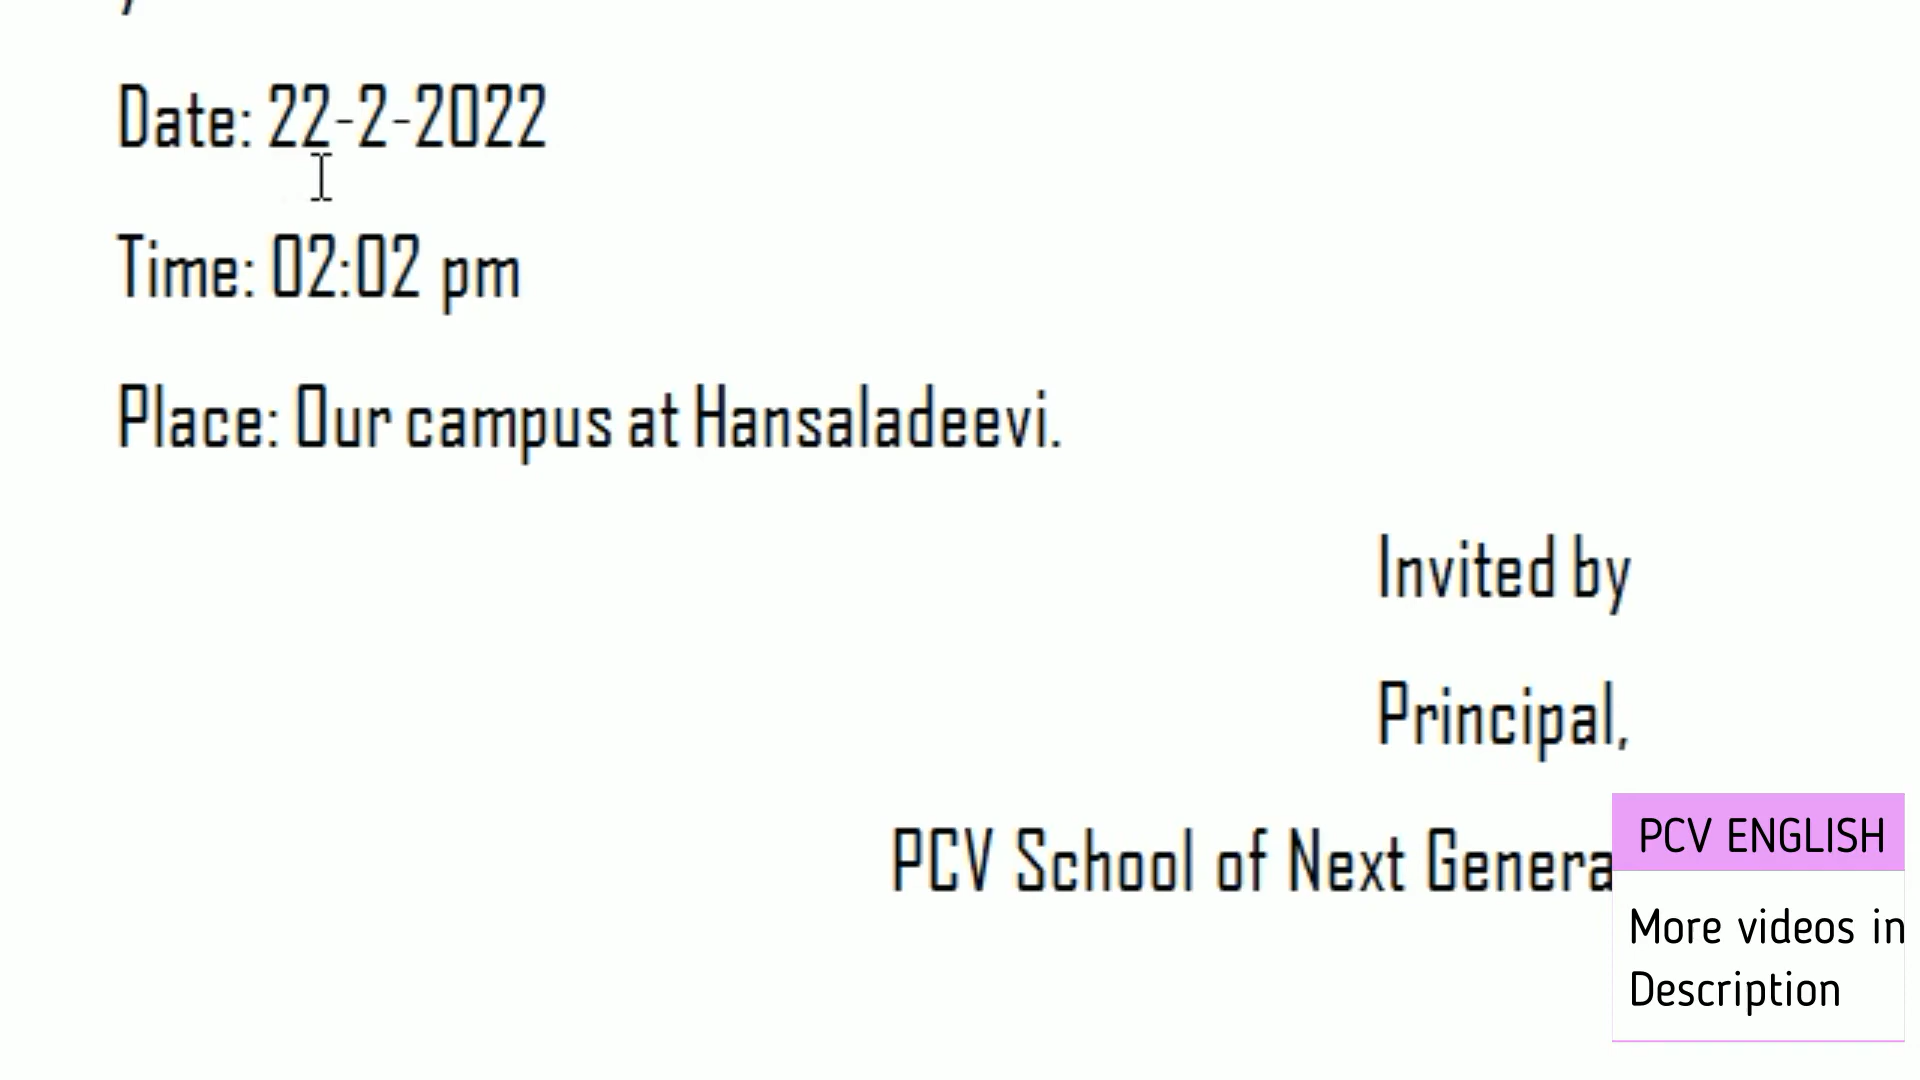 Date: 22-2-2022
Time: 02:02 pm
Place: Our campus at Hansaladeevi.
Invited by
Principal,
PCV School of Next
PCV ENGLISH
More videos in
Description